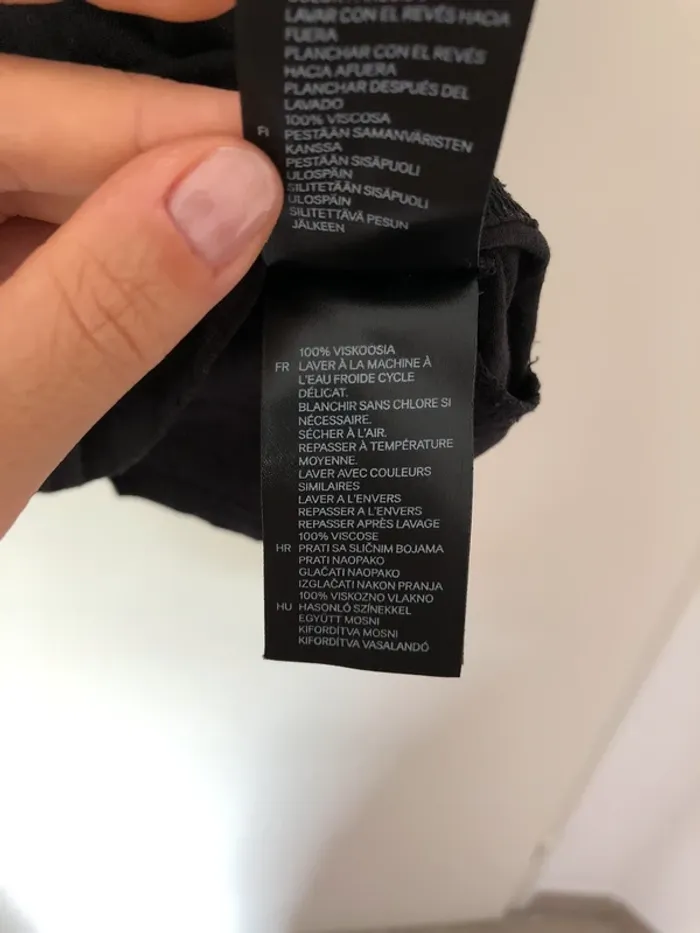 LAVAR CON EL REVÉS HACIA
FUERA
PLANCHAR CON EL REVÉS
HACIA AFUERA
PLANCHAR DESPUÉS DEL
LAVADO
100% VISCOSA
FI PESTÄÄN SAMANVÄRISTEN
KANSSA
PESTÄÄN SISÄPUOLI
ULOSPÄIN
SILITETÄÄN SISÄPUOLI
ULOSPÄIN
SILITETTÄVÄ PESUN
JÄLKEEN
100% VISKOOSIA
FR LAVER À LA MACHINE À
L'EAU FROIDE CYCLE
DÉLICAT.
BLANCHIR SANS CHLORE SI
NÉCESSAIRE.
SÉCHER À L'AIR.
REPASSER À TEMPÉRATURE
MOYENNE.
LAVER AVEC COULEURS
SIMILAIRES
LAVER A L'ENVERS
REPASSER A L'ENVERS
REPASSER APRÈS LAVAGE
100% VISCOSE
HR PRATI SA SLIČNIM BOJAMA
PRATI NAOPAKO
GLAČATI NAOPAKO
IZGLAČATI NAKON PRANJA
100% VISKOZNO VLAKNO
HU HASONLÓ SZÍNEKKEL
EGYÜTT MOSNI
KIFORDÍTVA MOSNI
KIFORDÍTVA VASALANDÓ